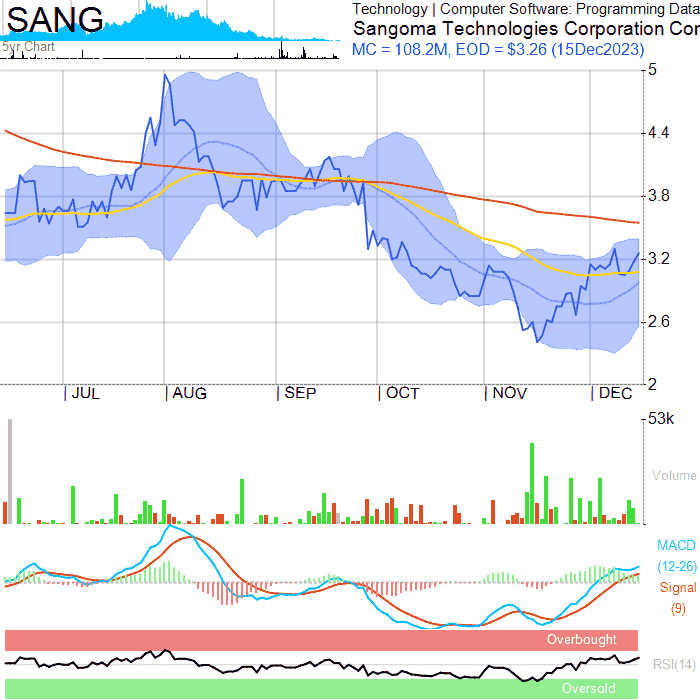 SANG
5yr Chart
Technology | Computer Software: Programming Data
Sangoma Technologies Corporation Cor
MC = 108.2M, EOD = $3.26 (15Dec2023)
5
4.4
3.8
3.2
2.6
2
JUL
AUG
SEP
OCT
NOV
DEC
53k
Volume
MACD
(12-26)
Signal
(9)
Overbought
RSI(14)
Oversold